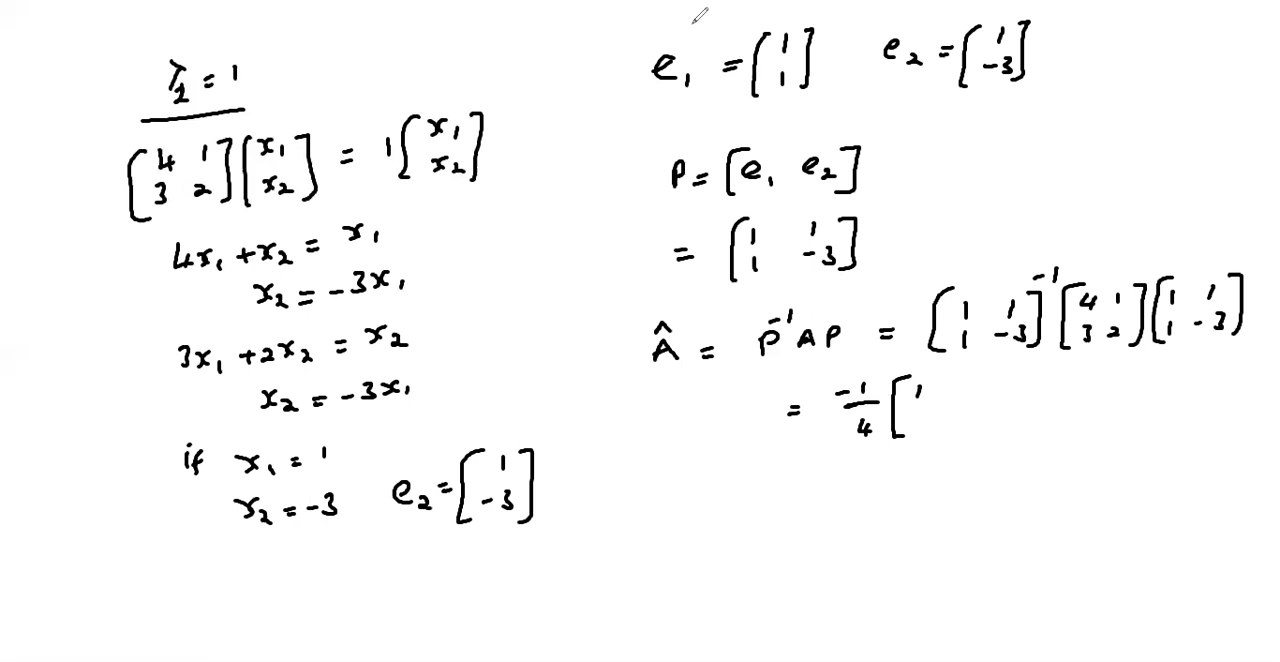 λ₂ = 1
[4 1; 3 2][x₁; x₂] = 1[x₁; x₂]
4x₁ + x₂ = x₁
x₂ = -3x₁
3x₁ + 2x₂ = x₂
x₂ = -3x₁
if x₁ = 1
x₂ = -3 e₂ = [1; -3]
e₁ = [1; 1] e₂ = [1; -3]
P = [e₁ e₂]
= [1 1; 1 -3]
Â = P⁻¹AP = [1 1; 1 -3]⁻¹[4 1; 3 2][1 1; 1 -3]
= -1/4 [1